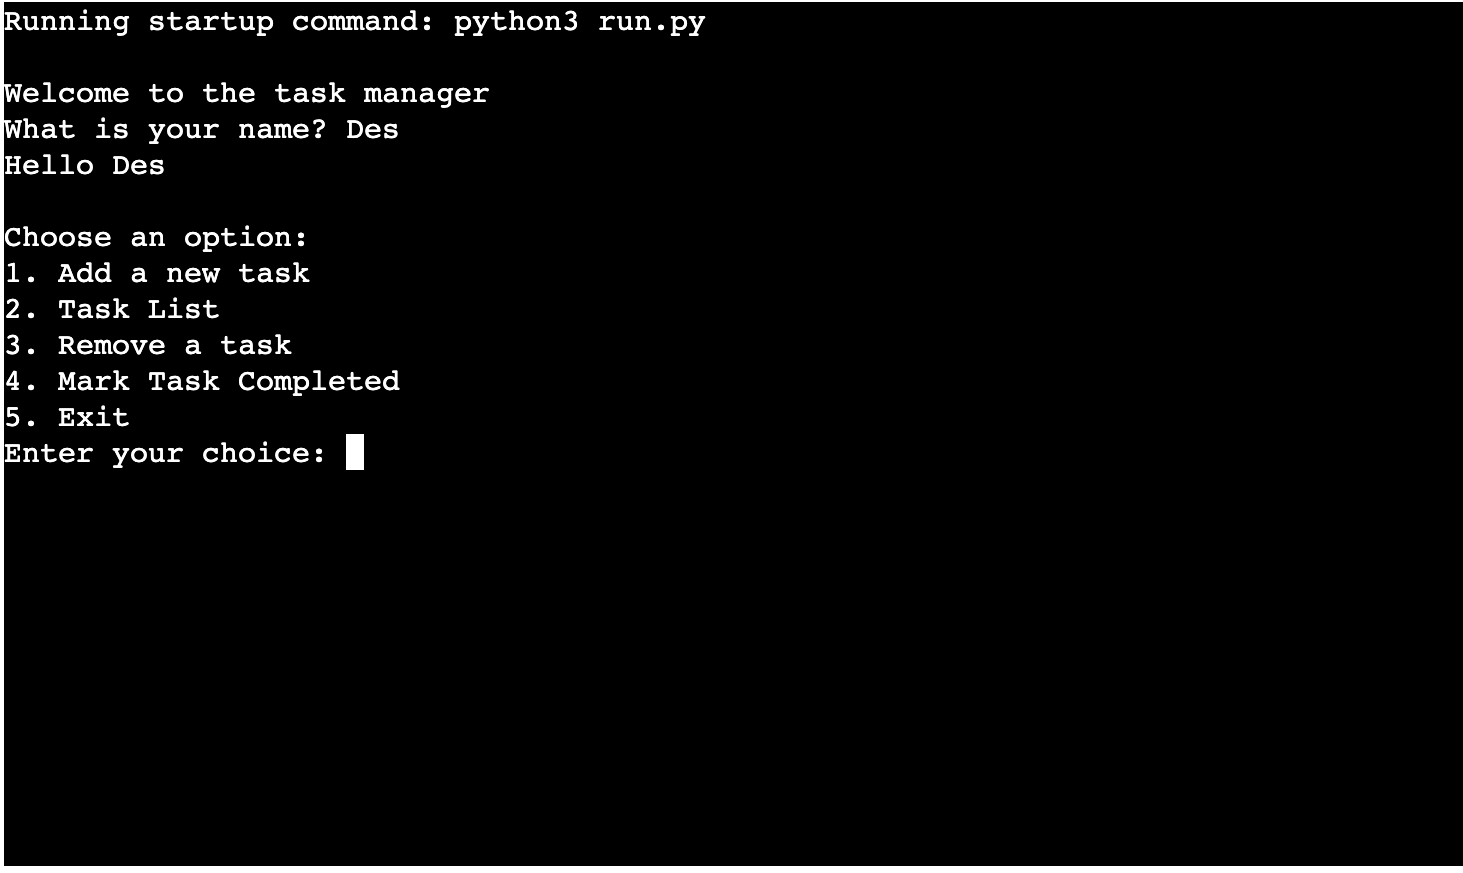 Running startup command: python3 run.py
Welcome to the task manager
What is your name? Des
Hello Des
Choose an option:
1. Add a new task
2. Task List
3. Remove a task
4. Mark Task Completed
5. Exit
Enter your choice: